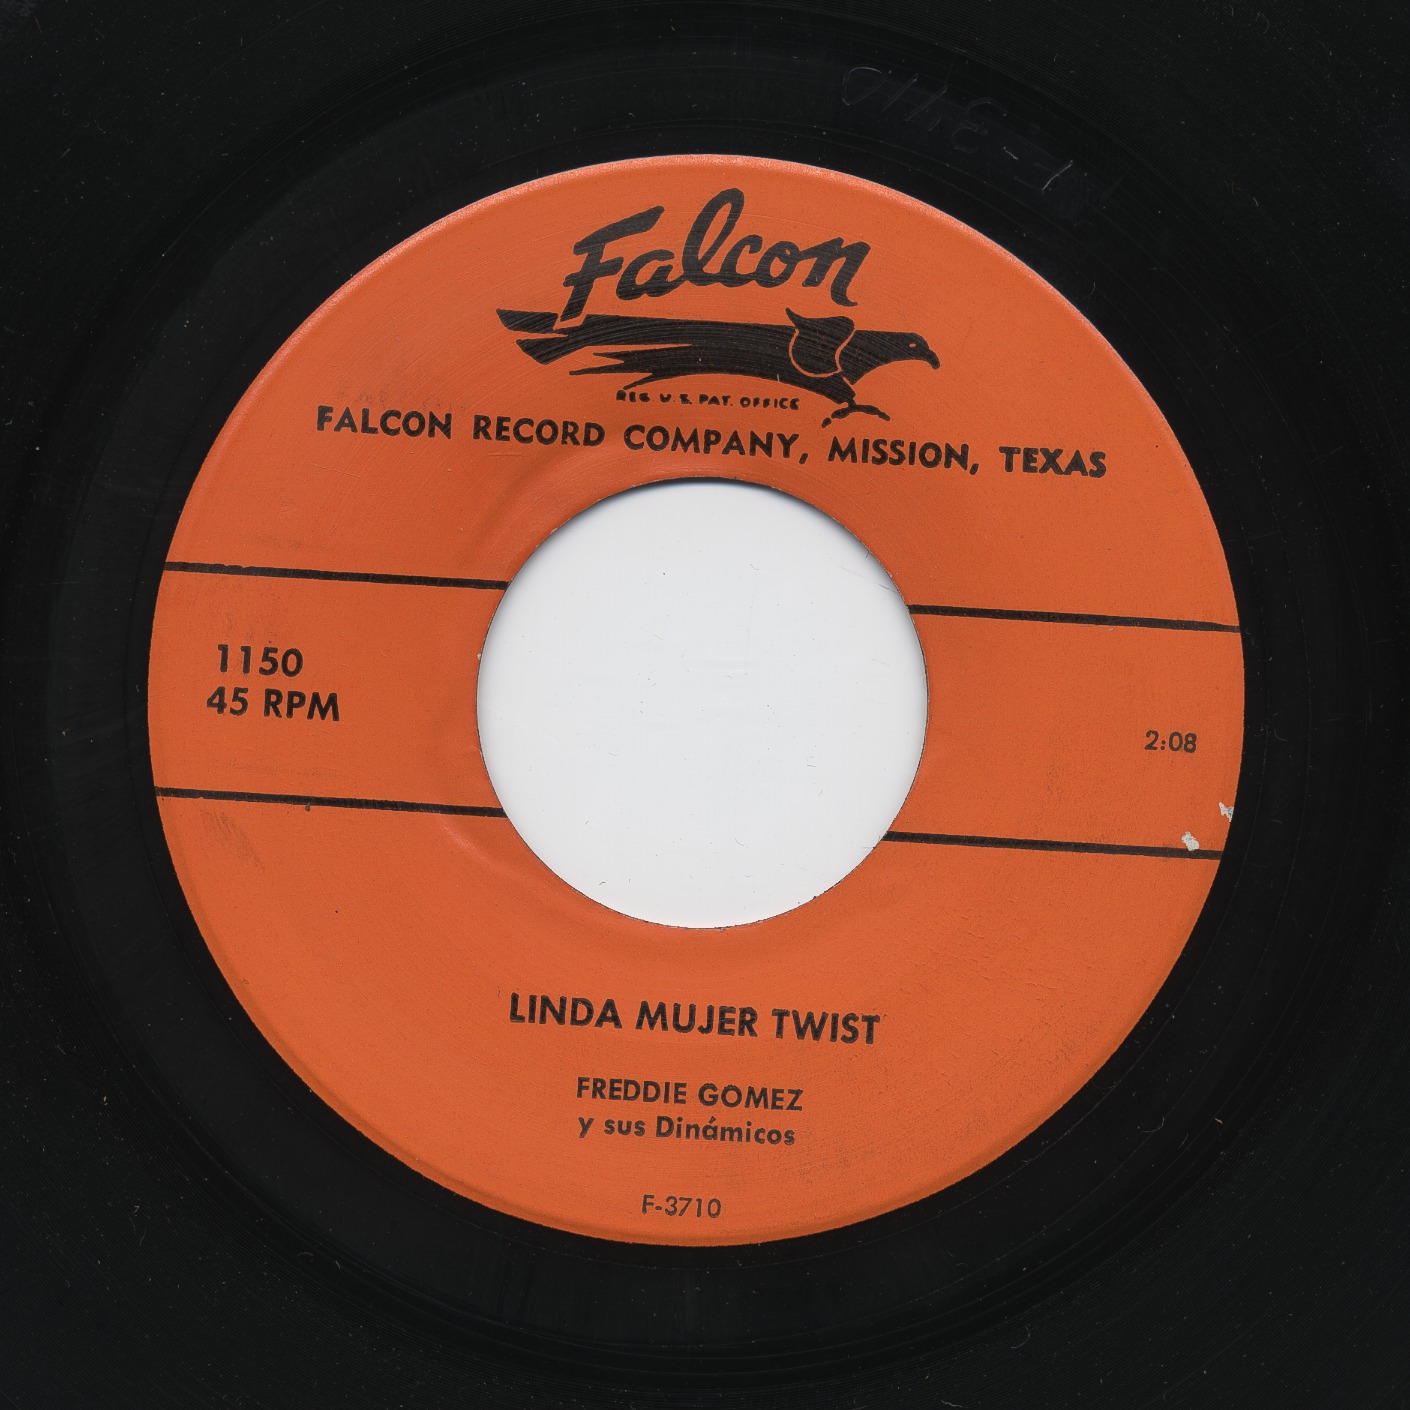 Falcon
REG U.S. PAT. OFFICE
FALCON RECORD COMPANY, MISSION, TEXAS
1150
45 RPM
2:08
LINDA MUJER TWIST
FREDDIE GOMEZ
y sus Dinámicos
F-3710